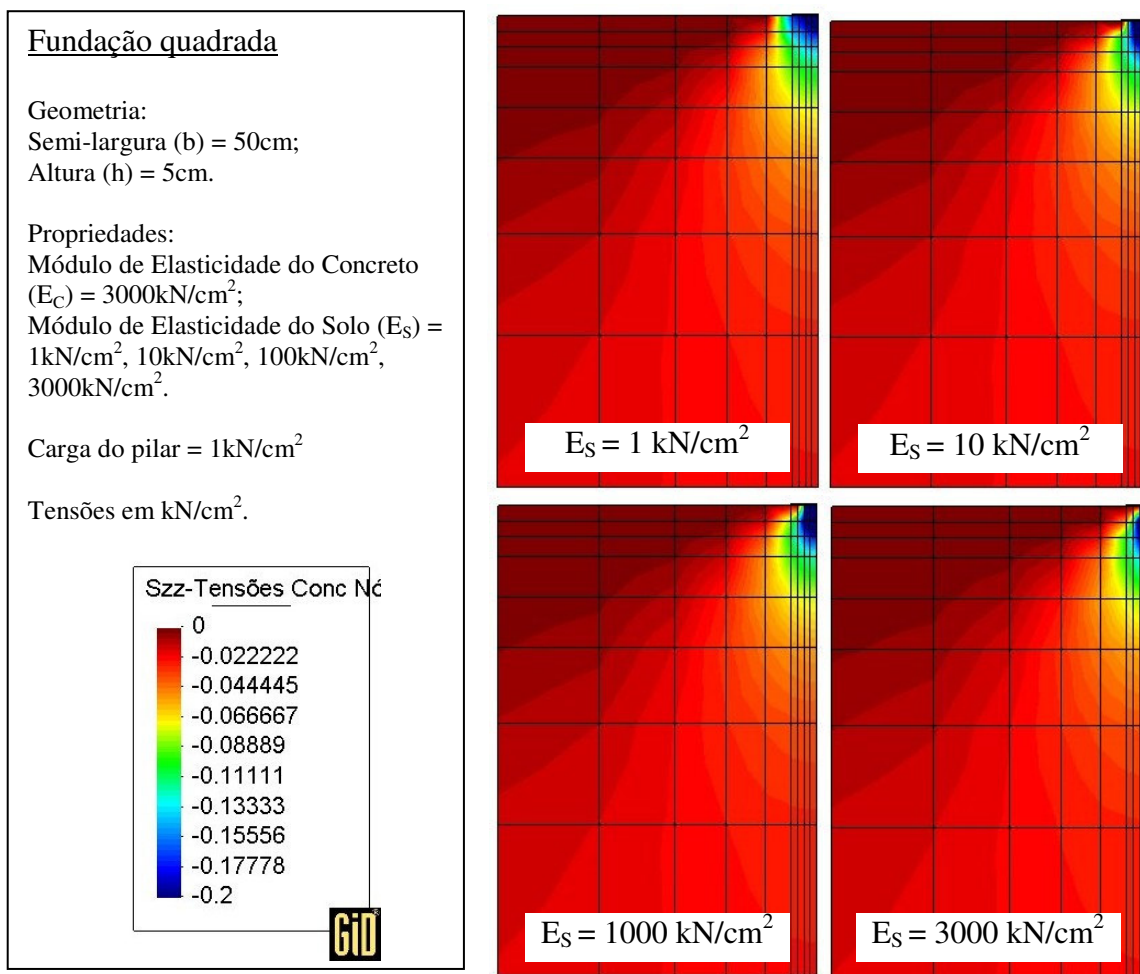 Fundação quadrada
Geometria:
Semi-largura (b) = 50cm;
Altura (h) = 5cm.
Propriedades:
Módulo de Elasticidade do Concreto
(E_C) = 3000kN/cm²;
Módulo de Elasticidade do Solo (E_S) =
1kN/cm², 10kN/cm², 100kN/cm²,
3000kN/cm².
Carga do pilar = 1kN/cm²
Tensões em kN/cm².
Szz-Tensões Conc Nó
0
-0.022222
-0.044445
-0.066667
-0.08889
-0.11111
-0.13333
-0.15556
-0.17778
-0.2
GiD
E_S = 1 kN/cm²
E_S = 10 kN/cm²
E_S = 1000 kN/cm²
E_S = 3000 kN/cm²